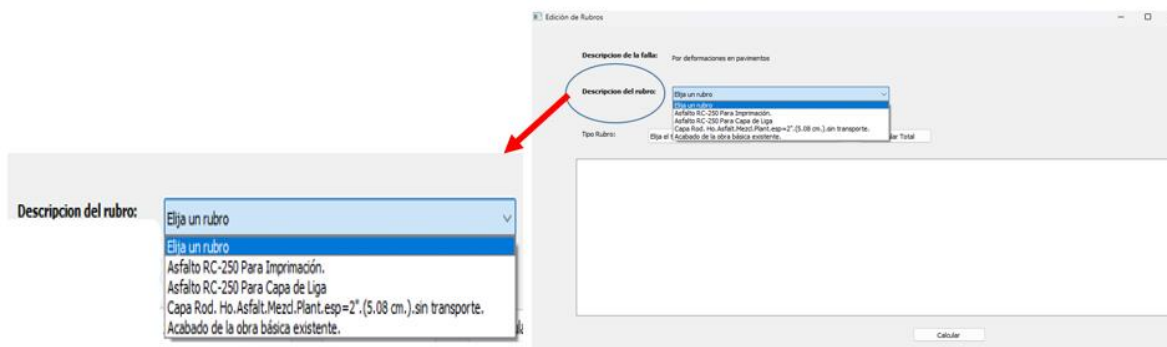 Edición de Rubros
Descripcion de la falla: Por deformaciones en pavimentos
Descripcion del rubro: Elija un rubro
Elija un rubro
Asfalto RC-250 Para Imprimación.
Asfalto RC-250 Para Capa de Liga
Capa Rod. Ho.Asfalt.Mezcl.Plant.esp=2".(5.08 cm.).sin transporte.
Acabado de la obra básica existente.
Tipo Rubro: Elija el ar Total
Calcular
Descripcion del rubro: Elija un rubro
Elija un rubro
Asfalto RC-250 Para Imprimación.
Asfalto RC-250 Para Capa de Liga
Capa Rod. Ho.Asfalt.Mezcl.Plant.esp=2".(5.08 cm.).sin transporte.
Acabado de la obra básica existente.